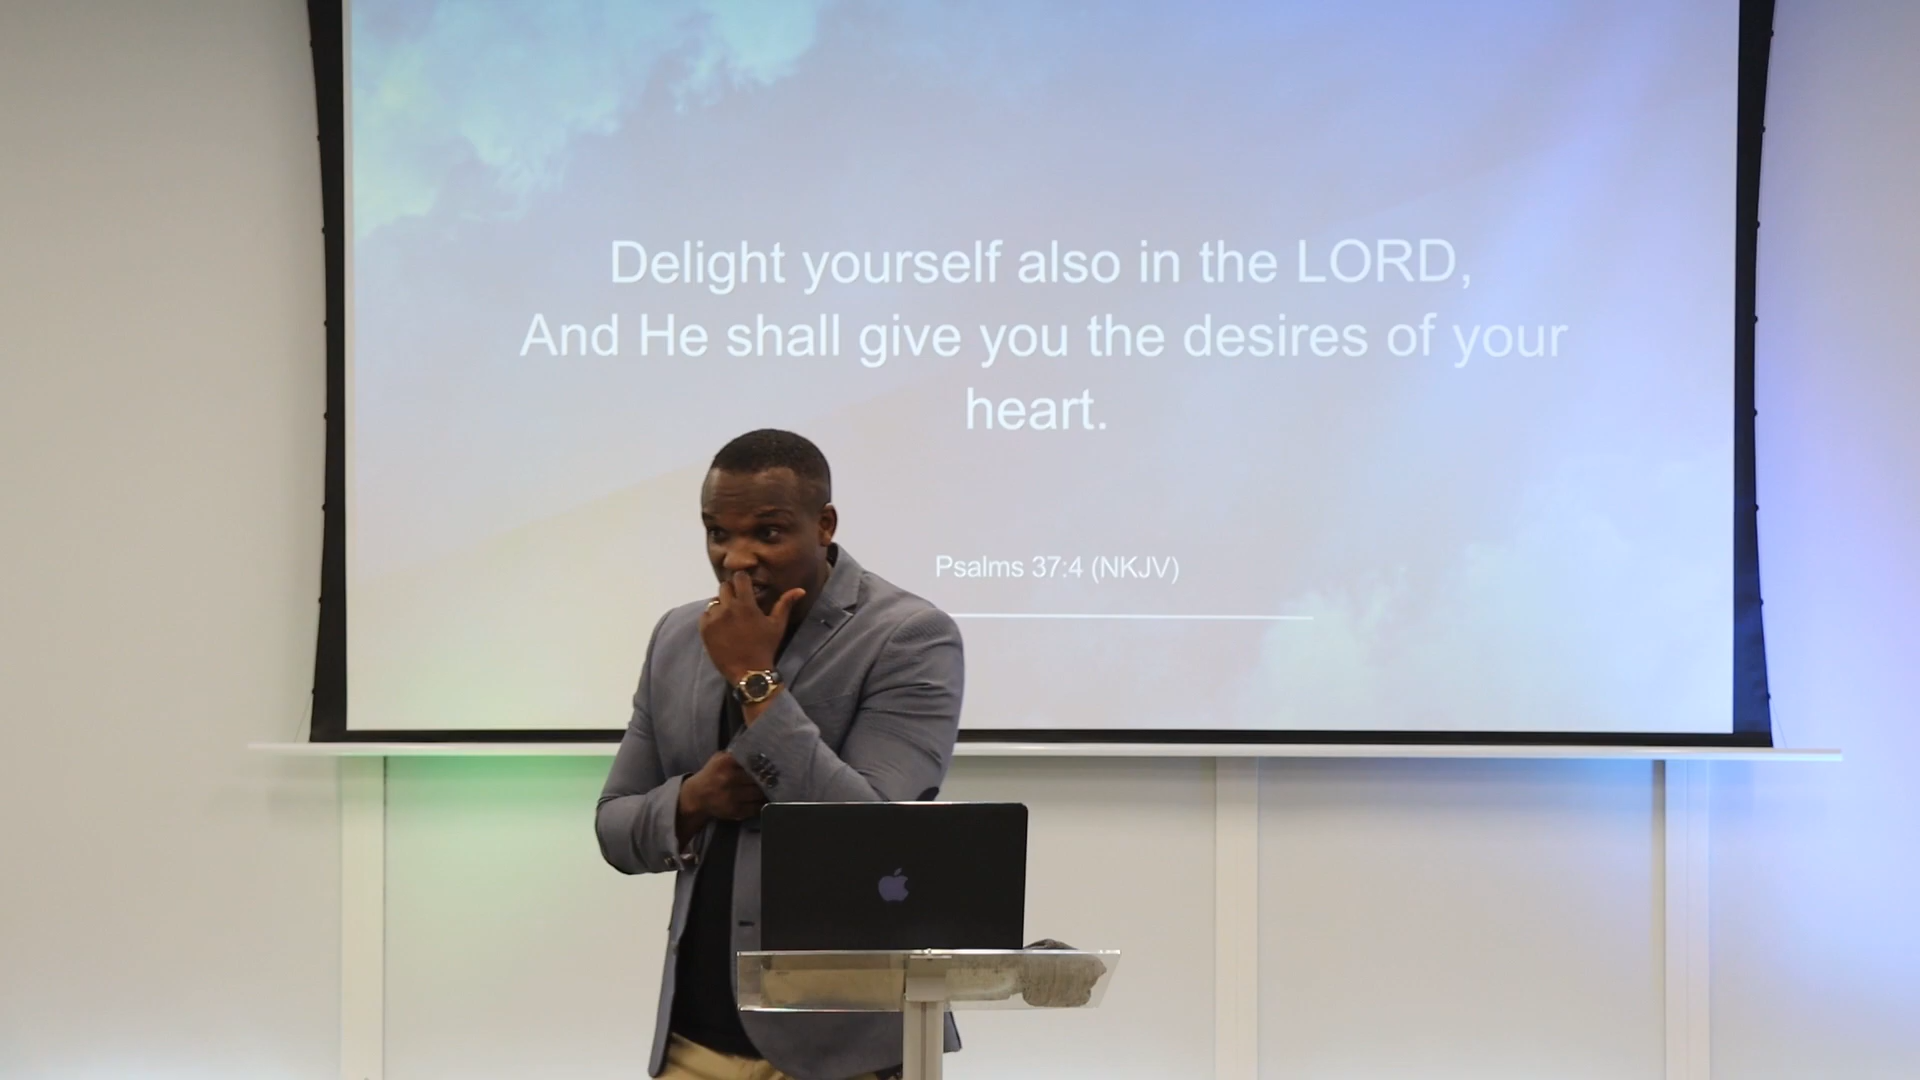 Delight yourself also in the LORD,
And He shall give you the desires of your
heart.
Psalms 37:4 (NKJV)